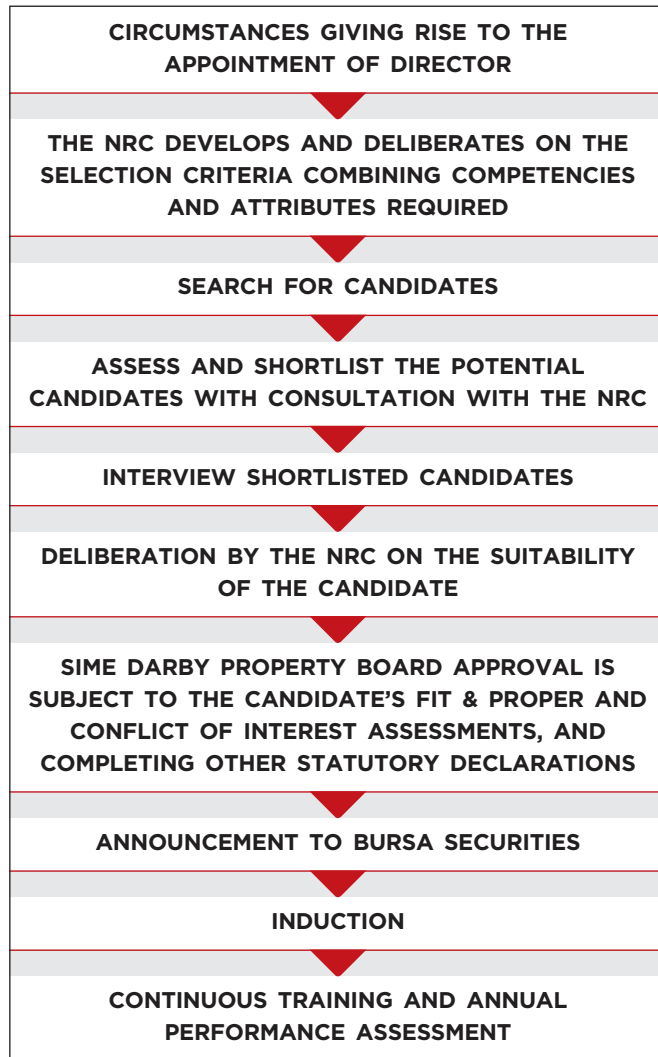 CIRCUMSTANCES GIVING RISE TO THE
APPOINTMENT OF DIRECTOR
THE NRC DEVELOPS AND DELIBERATES ON THE
SELECTION CRITERIA COMBINING COMPETENCIES
AND ATTRIBUTES REQUIRED
SEARCH FOR CANDIDATES
ASSESS AND SHORTLIST THE POTENTIAL
CANDIDATES WITH CONSULTATION WITH THE NRC
INTERVIEW SHORTLISTED CANDIDATES
DELIBERATION BY THE NRC ON THE SUITABILITY
OF THE CANDIDATE
SIME DARBY PROPERTY BOARD APPROVAL IS
SUBJECT TO THE CANDIDATE’S FIT & PROPER AND
CONFLICT OF INTEREST ASSESSMENTS, AND
COMPLETING OTHER STATUTORY DECLARATIONS
ANNOUNCEMENT TO BURSA SECURITIES
INDUCTION
CONTINUOUS TRAINING AND ANNUAL
PERFORMANCE ASSESSMENT